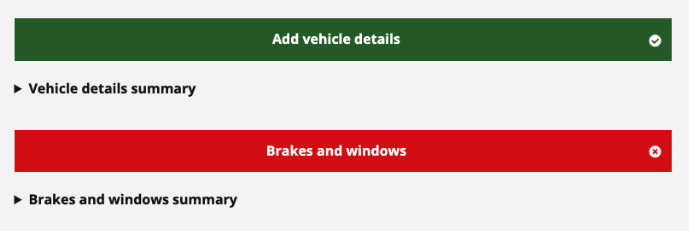 Add vehicle details
Vehicle details summary
Brakes and windows
Brakes and windows summary